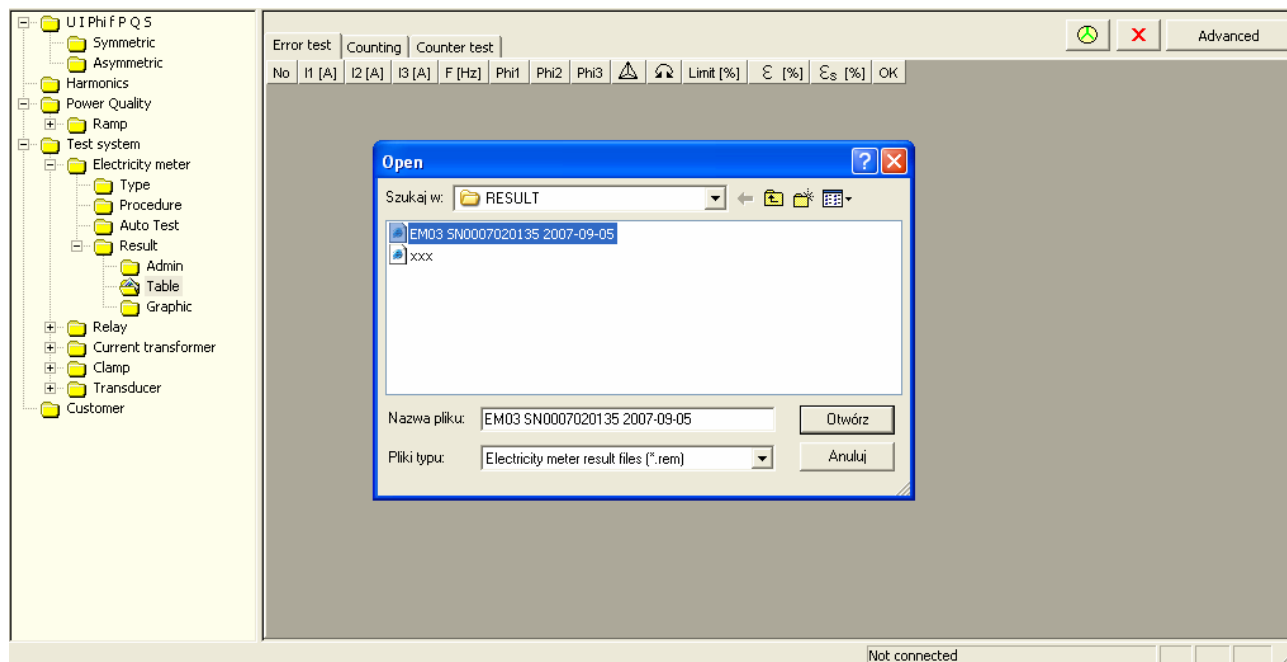 U I Phi f P Q S
Symmetric
Asymmetric
Harmonics
Power Quality
Ramp
Test system
Electricity meter
Type
Procedure
Auto Test
Result
Admin
Table
Graphic
Relay
Current transformer
Clamp
Transducer
Customer
Advanced
Error test Counting Counter test
No I1 [A] I2 [A] I3 [A] F [Hz] Phi1 Phi2 Phi3 Limit [%] Ɛ [%] Ɛs [%] OK
Open
Szukaj w: RESULT
EM03 SN0007020135 2007-09-05
xxx
Nazwa pliku: EM03 SN0007020135 2007-09-05 Otwórz
Pliki typu: Electricity meter result files (*.rem) Anuluj
Not connected